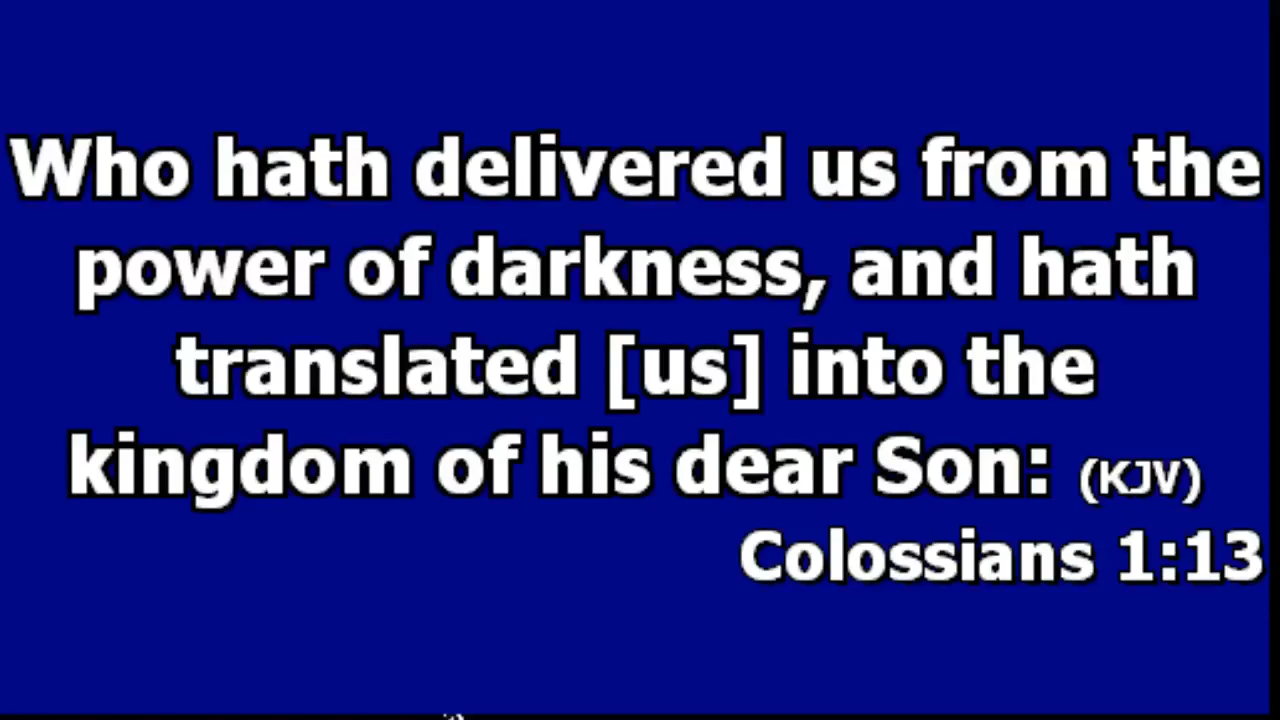 Who hath delivered us from the
power of darkness, and hath
translated [us] into the
kingdom of his dear Son: (KJV)
Colossians 1:13